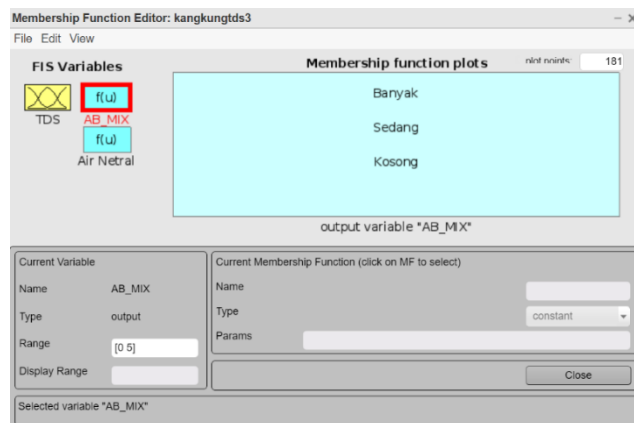 Membership Function Editor: kangkungtds3
File Edit View
FIS Variables
f(u)
TDS AB_MIX
f(u)
Air Netral
Membership function plots
plot points: 181
Banyak
Sedang
Kosong
output variable "AB_MIX"
Current Variable
Name AB_MIX
Type output
Range [0 5]
Display Range
Current Membership Function (click on MF to select)
Name
Type constant
Params
Close
Selected variable "AB_MIX"